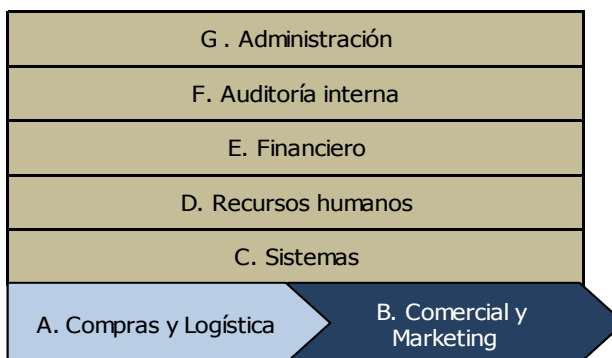 G . Administración
F. Auditoría interna
E. Financiero
D. Recursos humanos
C. Sistemas
A. Compras y Logística
B. Comercial y
Marketing